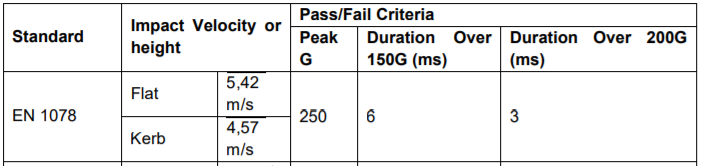 Standard
Impact Velocity or
height
Pass/Fail Criteria
Peak
G
Duration Over
150G (ms)
Duration Over 200G
(ms)
EN 1078
Flat
5,42
m/s
Kerb
4,57
m/s
250
6
3